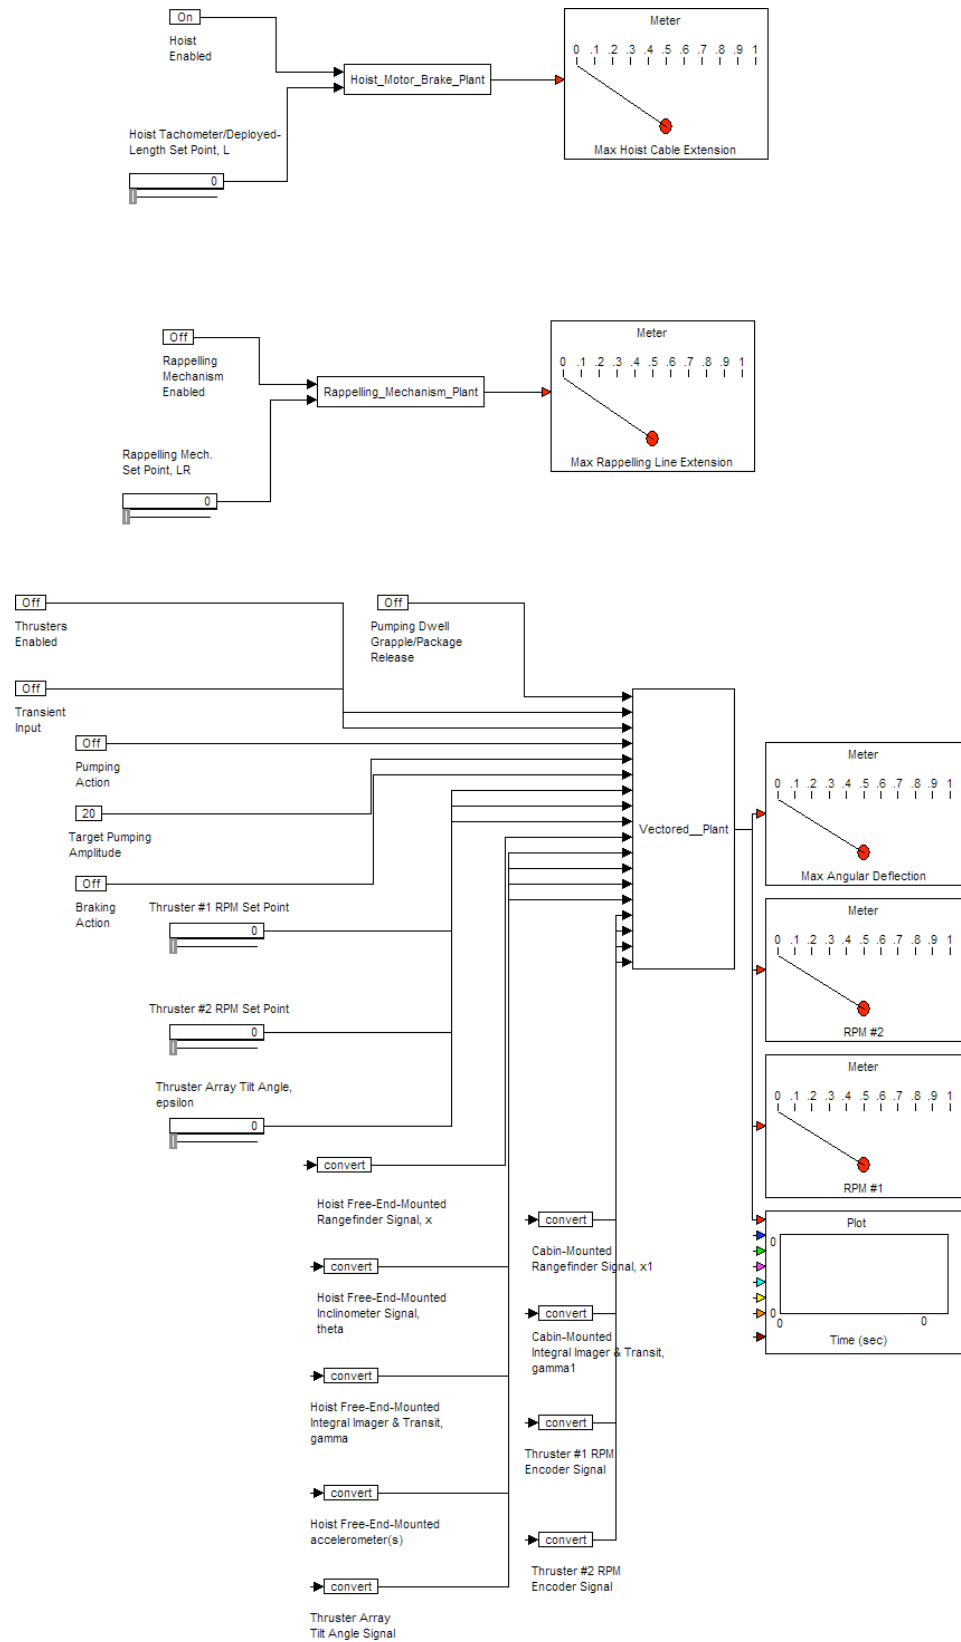 On
Hoist
Enabled
Hoist_Motor_Brake_Plant
Meter
0 .1 .2 .3 .4 .5 .6 .7 .8 .9 1
Max Hoist Cable Extension
Hoist Tachometer/Deployed-
Length Set Point, L
0
Off
Rappelling
Mechanism
Enabled
Rappelling_Mechanism_Plant
Meter
0 .1 .2 .3 .4 .5 .6 .7 .8 .9 1
Max Rappelling Line Extension
Rappelling Mech.
Set Point, LR
0
Off
Thrusters
Enabled
Off
Pumping Dwell
Grapple/Package
Release
Off
Transient
Input
Off
Pumping
Action
20
Target Pumping
Amplitude
Off
Braking
Action
Vectored__Plant
Meter
0 .1 .2 .3 .4 .5 .6 .7 .8 .9 1
Max Angular Deflection
Meter
0 .1 .2 .3 .4 .5 .6 .7 .8 .9 1
RPM #2
Meter
0 .1 .2 .3 .4 .5 .6 .7 .8 .9 1
RPM #1
Plot
0
0
0 0
Time (sec)
Thruster #1 RPM Set Point
0
Thruster #2 RPM Set Point
0
Thruster Array Tilt Angle,
epsilon
0
convert
Hoist Free-End-Mounted
Rangefinder Signal, x
convert
Hoist Free-End-Mounted
Inclinometer Signal,
theta
convert
Hoist Free-End-Mounted
Integral Imager & Transit,
gamma
convert
Hoist Free-End-Mounted
accelerometer(s)
convert
Thruster Array
Tilt Angle Signal
convert
Cabin-Mounted
Rangefinder Signal, x1
convert
Cabin-Mounted
Integral Imager & Transit,
gamma1
convert
Thruster #1 RPM
Encoder Signal
convert
Thruster #2 RPM
Encoder Signal